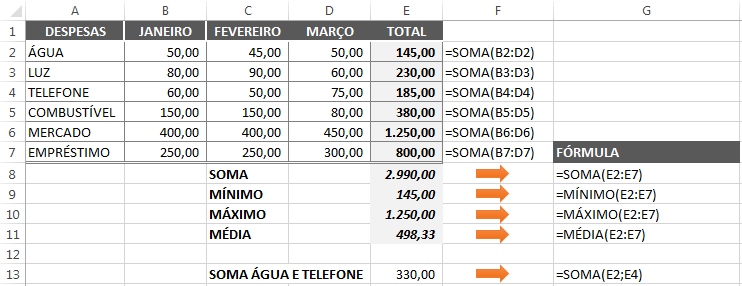 A B C D E F G
1 DESPESAS JANEIRO FEVEREIRO MARÇO TOTAL
2 ÁGUA 50,00 45,00 50,00 145,00 =SOMA(B2:D2)
3 LUZ 80,00 90,00 60,00 230,00 =SOMA(B3:D3)
4 TELEFONE 60,00 50,00 75,00 185,00 =SOMA(B4:D4)
5 COMBUSTÍVEL 150,00 150,00 80,00 380,00 =SOMA(B5:D5)
6 MERCADO 400,00 400,00 450,00 1.250,00 =SOMA(B6:D6)
7 EMPRÉSTIMO 250,00 250,00 300,00 800,00 =SOMA(B7:D7) FÓRMULA
8 SOMA 2.990,00 =SOMA(E2:E7)
9 MÍNIMO 145,00 =MÍNIMO(E2:E7)
10 MÁXIMO 1.250,00 =MÁXIMO(E2:E7)
11 MÉDIA 498,33 =MÉDIA(E2:E7)
12
13 SOMA ÁGUA E TELEFONE 330,00 =SOMA(E2;E4)